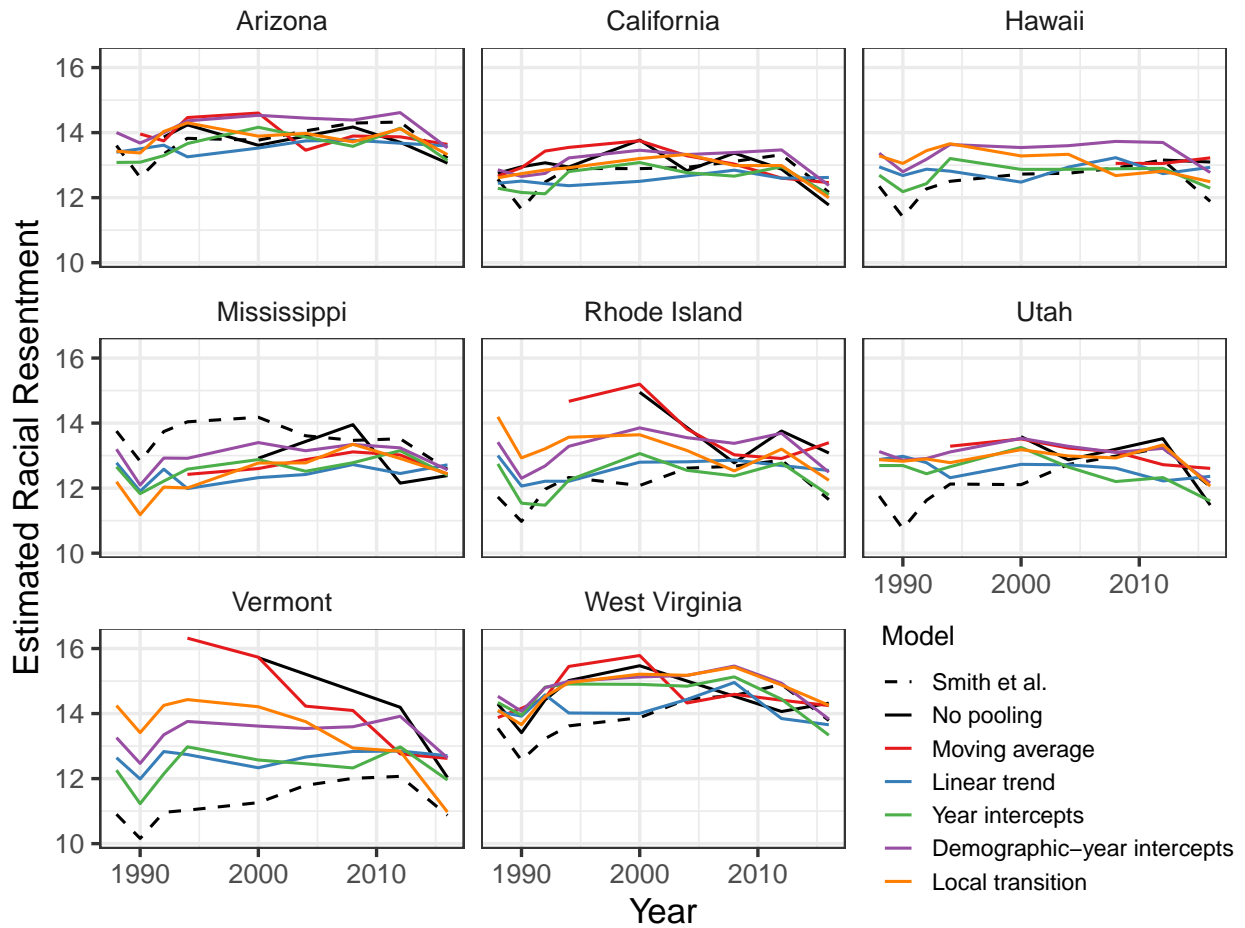 Arizona California Hawaii
16
14
12
10
Mississippi Rhode Island Utah
16
14
12
10
1990 2000 2010
Vermont West Virginia
16
14
12
10
1990 2000 2010 1990 2000 2010
Estimated Racial Resentment
Year
Model
Smith et al.
No pooling
Moving average
Linear trend
Year intercepts
Demographic−year intercepts
Local transition